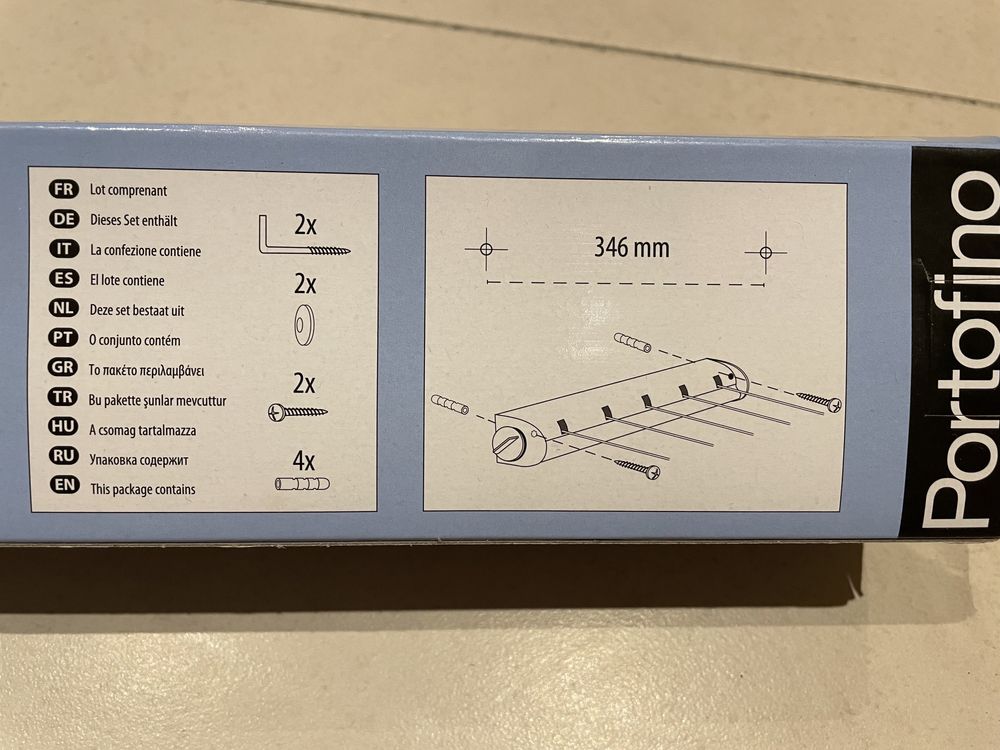 FR Lot comprenant
DE Dieses Set enthält
IT La confezione contiene
ES El lote contiene
NL Deze set bestaat uit
PT O conjunto contém
GR Το πακέτο περιλαμβάνει
TR Bu pakette şunlar mevcuttur
HU A csomag tartalmazza
RU Упаковка содержит
EN This package contains
2x
2x
2x
4x
346 mm
Portofino